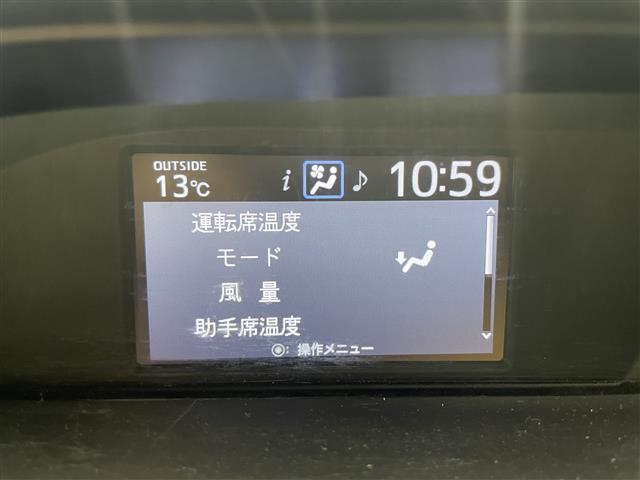 OUTSIDE
13℃ i ♪ 10:59
運転席温度
モード
風 量
助手席温度
◉: 操作メニュー